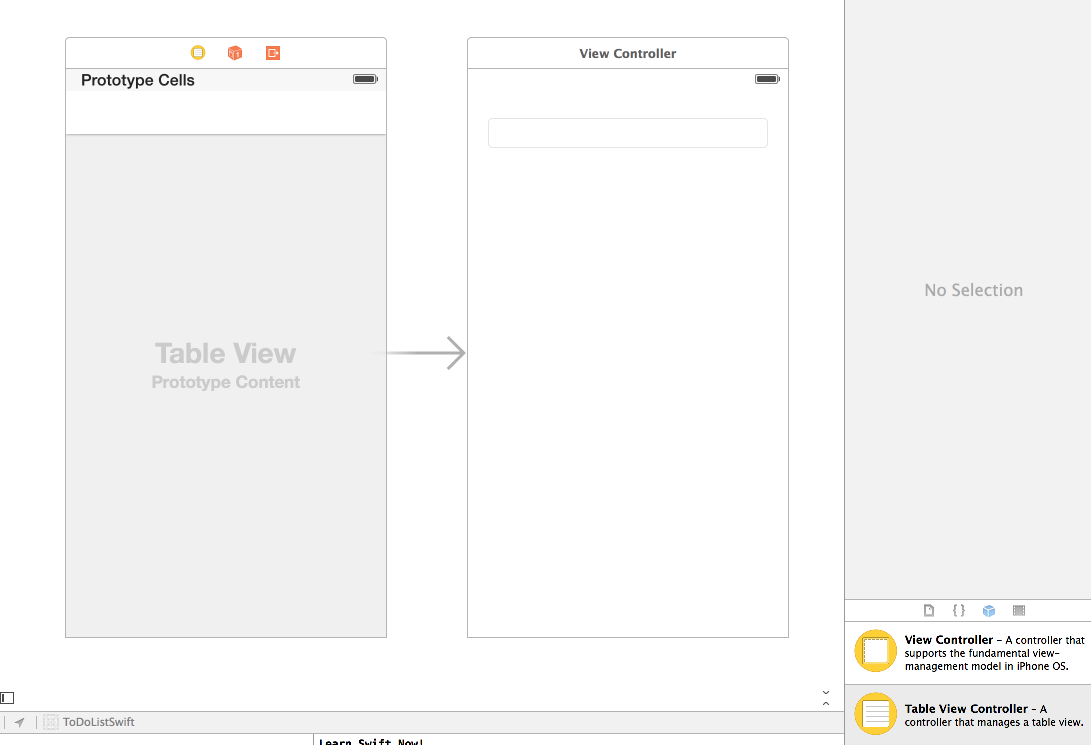 View Controller
Prototype Cells
Table View
Prototype Content
No Selection
{ }
View Controller – A controller that
supports the fundamental view-
management model in iPhone OS.
Table View Controller – A
controller that manages a table view.
ToDoListSwift
Learn Swift Now!